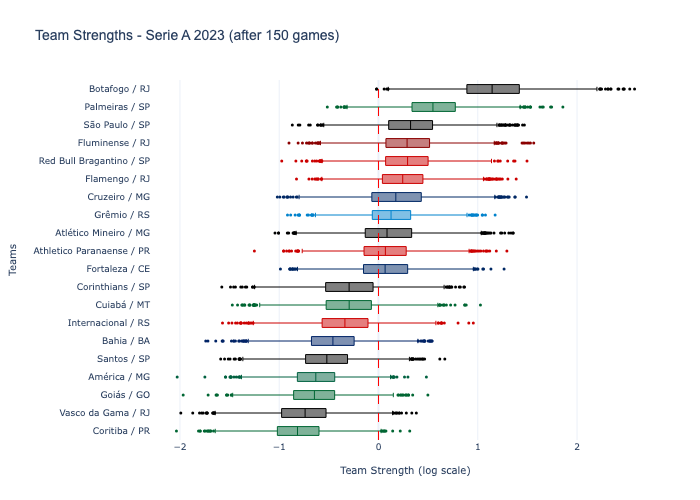 Team Strengths - Serie A 2023 (after 150 games)
Botafogo / RJ
Palmeiras / SP
São Paulo / SP
Fluminense / RJ
Red Bull Bragantino / SP
Flamengo / RJ
Cruzeiro / MG
Grêmio / RS
Atlético Mineiro / MG
Athletico Paranaense / PR
Fortaleza / CE
Corinthians / SP
Cuiabá / MT
Internacional / RS
Bahia / BA
Santos / SP
América / MG
Goiás / GO
Vasco da Gama / RJ
Coritiba / PR
Teams
−2 −1 0 1 2
Team Strength (log scale)